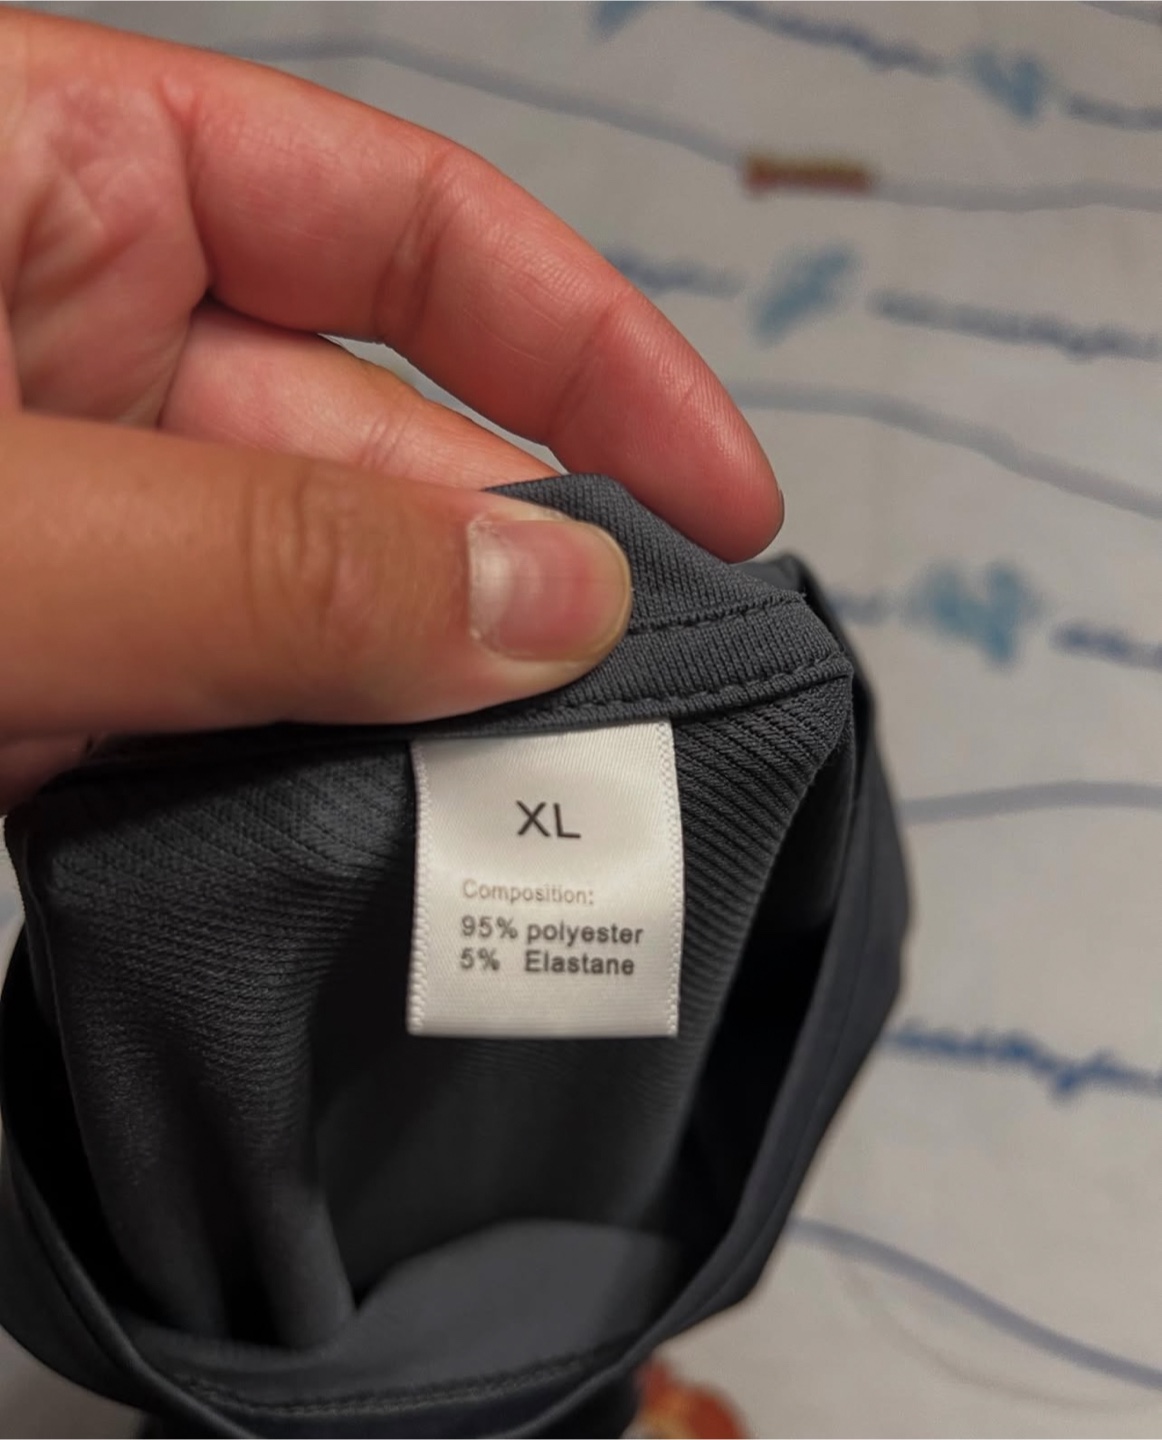 XL
Composition:
95% polyester
5% Elastane